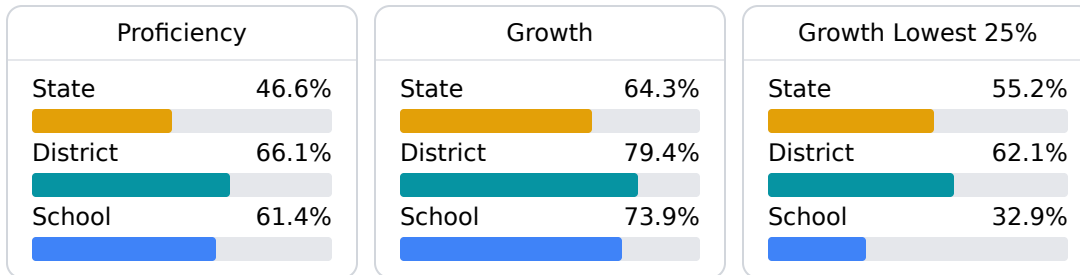 Proficiency
State 46.6%
District 66.1%
School 61.4%
Growth
State 64.3%
District 79.4%
School 73.9%
Growth Lowest 25%
State 55.2%
District 62.1%
School 32.9%